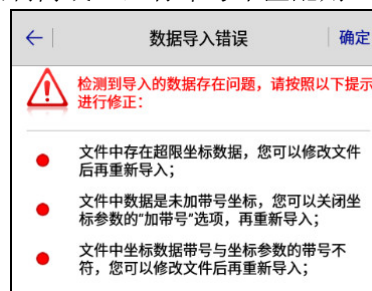 数据导入错误
确定
检测到导入的数据存在问题，请按照以下提示
进行修正：
文件中存在超限坐标数据，您可以修改文件
后再重新导入；
文件中数据是未加带号坐标，您可以关闭坐
标参数的“加带号”选项，再重新导入；
文件中坐标数据带号与坐标参数的带号不
符，您可以修改文件后再重新导入；